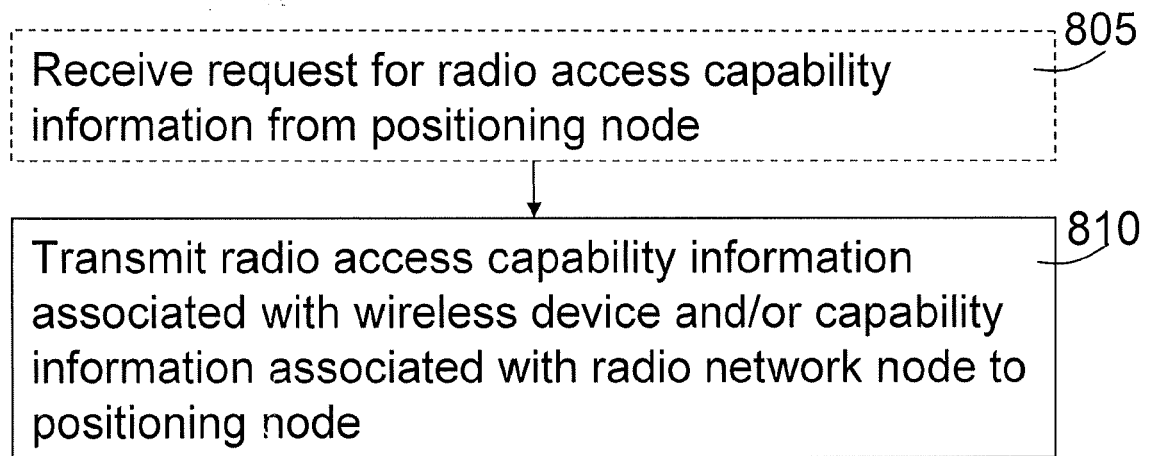 805
Receive request for radio access capability
information from positioning node
810
Transmit radio access capability information
associated with wireless device and/or capability
information associated with radio network node to
positioning node